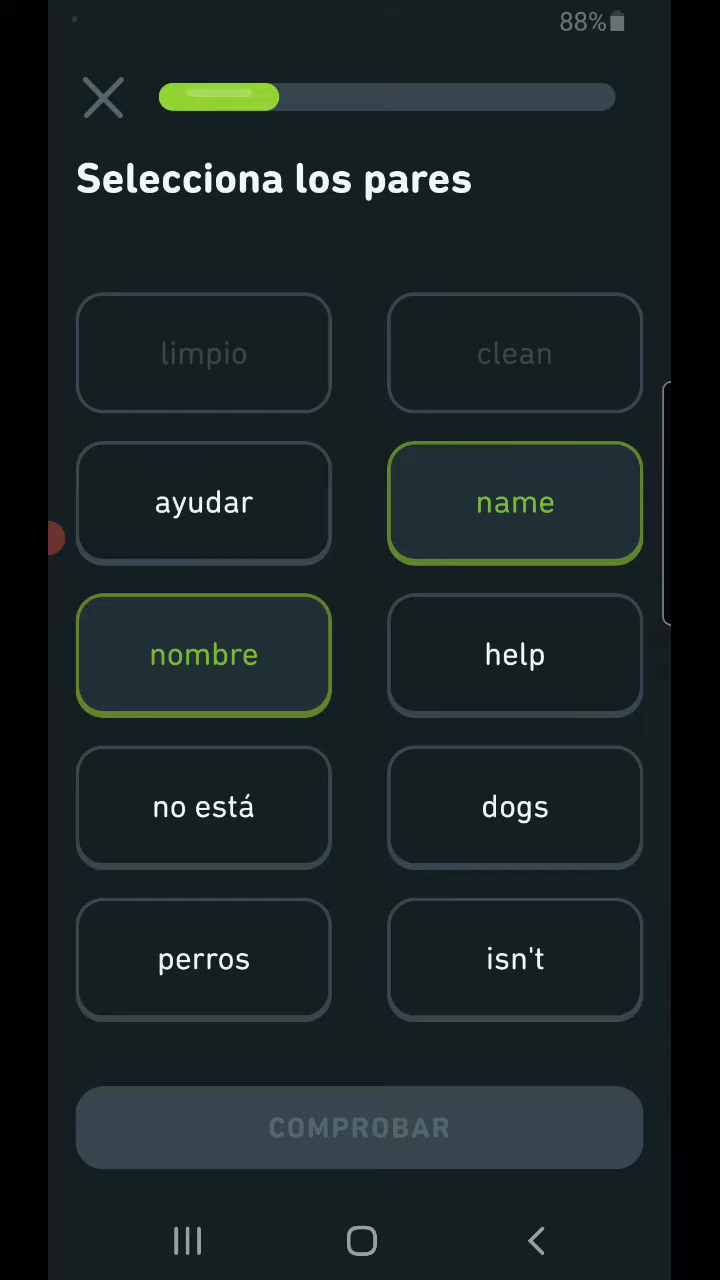 88%
Selecciona los pares
limpio clean
ayudar name
nombre help
no está dogs
perros isn't
COMPROBAR